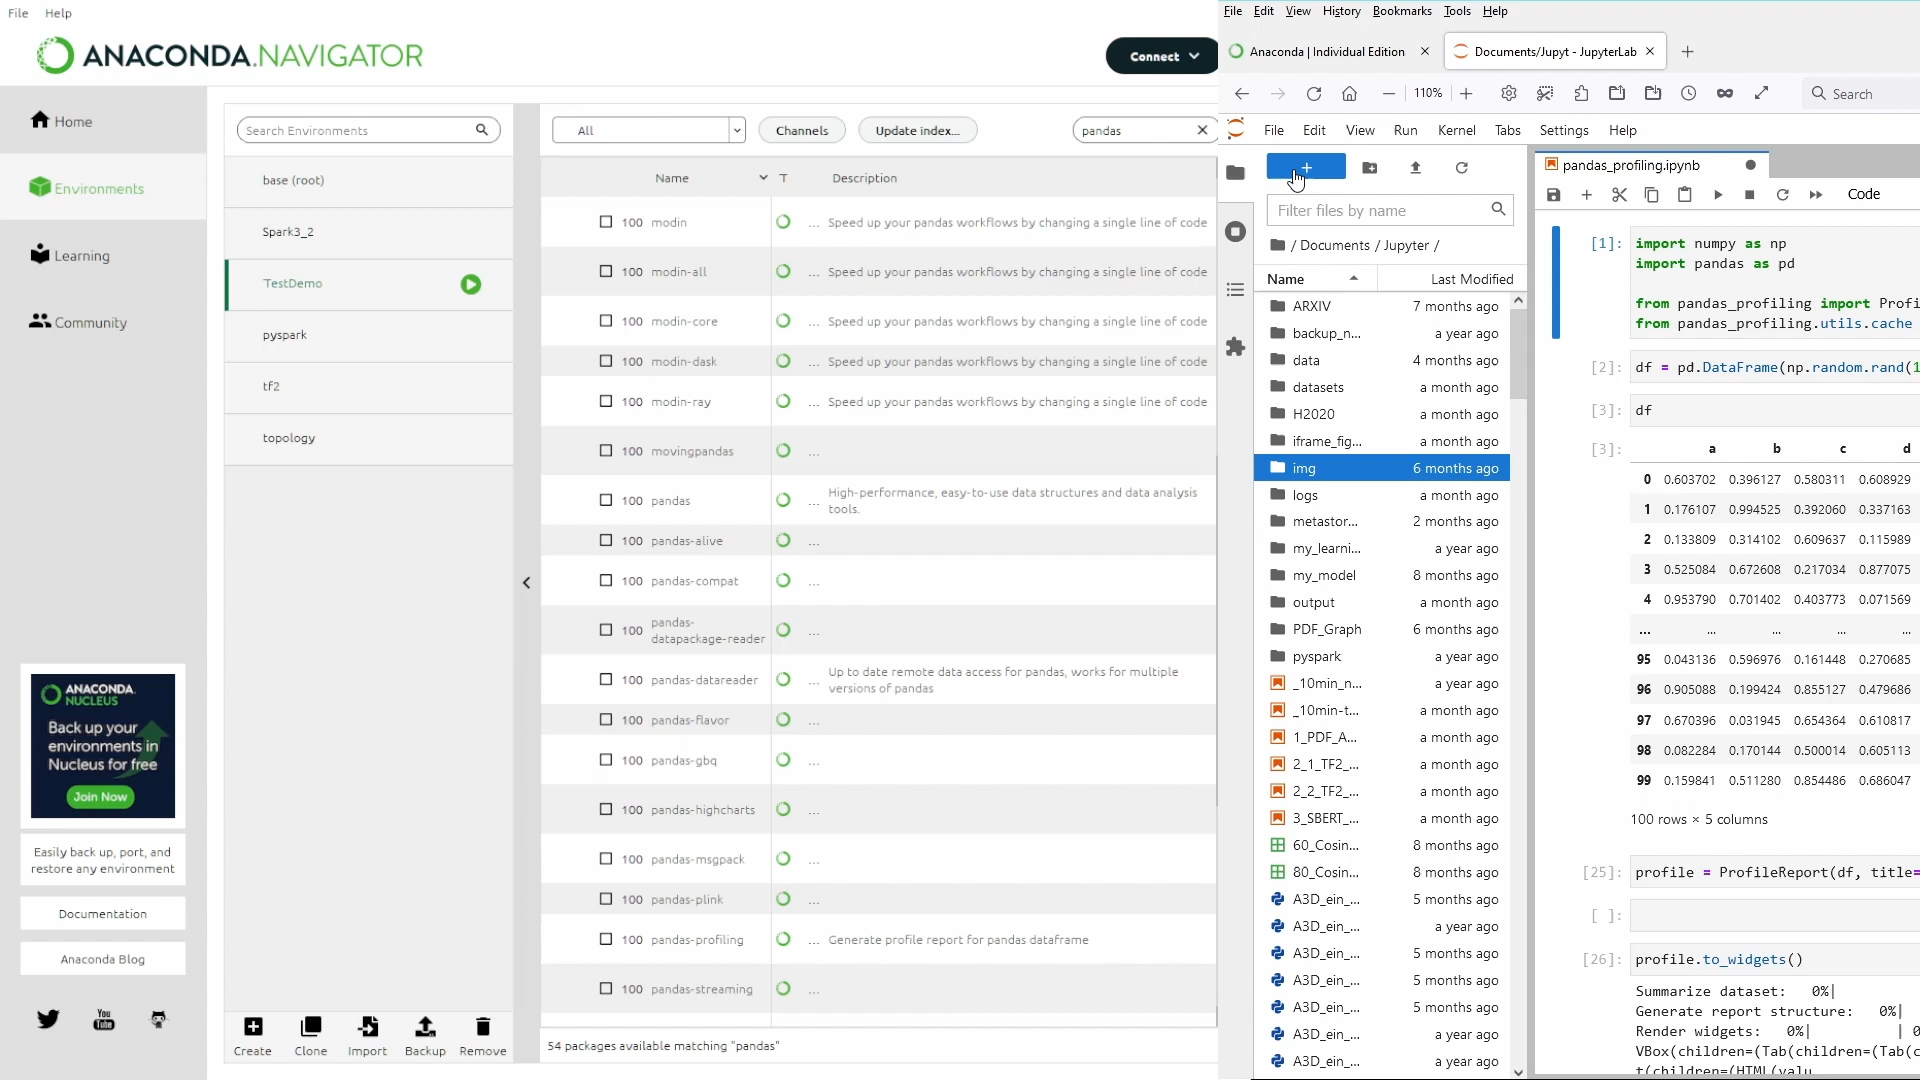 File Help
ANACONDA.NAVIGATOR
Connect
Home
Environments
Learning
Community
ANACONDA.
NUCLEUS
Back up your
environments in
Nucleus for free
Join Now
Easily back up, port, and
restore any environment
Documentation
Anaconda Blog
You
Tube
Search Environments
base (root)
Spark3_2
TestDemo
pyspark
tf2
topology
Create Clone Import Backup Remove
All Channels Update index... pandas
Name T Description
100 modin ... Speed up your pandas workflows by changing a single line of code
100 modin-all ... Speed up your pandas workflows by changing a single line of code
100 modin-core ... Speed up your pandas workflows by changing a single line of code
100 modin-dask ... Speed up your pandas workflows by changing a single line of code
100 modin-ray ... Speed up your pandas workflows by changing a single line of code
100 movingpandas ...
100 pandas ... High-performance, easy-to-use data structures and data analysis
tools.
100 pandas-alive ...
100 pandas-compat ...
100 pandas-
datapackage-reader ...
100 pandas-datareader ... Up to date remote data access for pandas, works for multiple
versions of pandas
100 pandas-flavor ...
100 pandas-gbq ...
100 pandas-highcharts ...
100 pandas-msgpack ...
100 pandas-plink ...
100 pandas-profiling ... Generate profile report for pandas dataframe
100 pandas-streaming ...
54 packages available matching "pandas"
File Edit View History Bookmarks Tools Help
Anaconda | Individual Edition Documents/Jupyt - JupyterLab
110% Search
File Edit View Run Kernel Tabs Settings Help
Filter files by name
/ Documents / Jupyter /
Name Last Modified
ARXIV 7 months ago
backup_n... a year ago
data 4 months ago
datasets a month ago
H2020 a month ago
iframe_fig... a month ago
img 6 months ago
logs a month ago
metastor... 2 months ago
my_learni... a year ago
my_model 8 months ago
output a month ago
PDF_Graph 6 months ago
pyspark a year ago
_10min_n... a year ago
_10min-t... a month ago
1_PDF_A... a month ago
2_1_TF2_... a month ago
2_2_TF2_... a month ago
3_SBERT_... a month ago
60_Cosin... 8 months ago
80_Cosin... 8 months ago
A3D_ein_... 5 months ago
A3D_ein_... a year ago
A3D_ein_... 5 months ago
A3D_ein_... 5 months ago
A3D_ein_... 5 months ago
A3D_ein_... a year ago
A3D_ein_... a year ago
pandas_profiling.ipynb
Code
[1]: import numpy as np
import pandas as pd
from pandas_profiling import Profi
from pandas_profiling.utils.cache
[2]: df = pd.DataFrame(np.random.rand(1
[3]: df
[3]: a b c d
0 0.603702 0.396127 0.580311 0.608929
1 0.176107 0.994525 0.392060 0.337163
2 0.133809 0.314102 0.609637 0.115989
3 0.525084 0.672608 0.217034 0.877075
4 0.953790 0.701402 0.403773 0.071569
... ... ... ... ...
95 0.043136 0.596976 0.161448 0.270685
96 0.905088 0.199424 0.855127 0.479686
97 0.670396 0.031945 0.654364 0.610817
98 0.082284 0.170144 0.500014 0.605113
99 0.159841 0.511280 0.854486 0.686047
100 rows × 5 columns
[25]: profile = ProfileReport(df, title=
[ ]:
[26]: profile.to_widgets()
Summarize dataset: 0%|
Generate report structure: 0%|
Render widgets: 0%| | 0
VBox(children=(Tab(children=(Tab(c
t(children=(HTML(valu